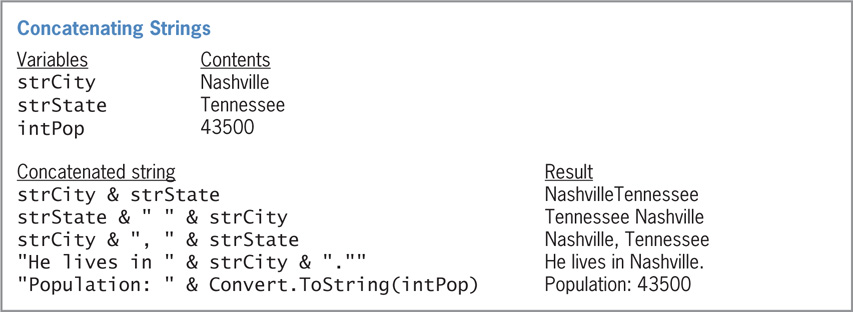 Concatenating Strings
Variables Contents
strCity Nashville
strState Tennessee
intPop 43500
Concatenated string Result
strCity & strState NashvilleTennessee
strState & " " & strCity Tennessee Nashville
strCity & ", " & strState Nashville, Tennessee
"He lives in " & strCity & ".”" He lives in Nashville.
"Population: " & Convert.ToString(intPop) Population: 43500